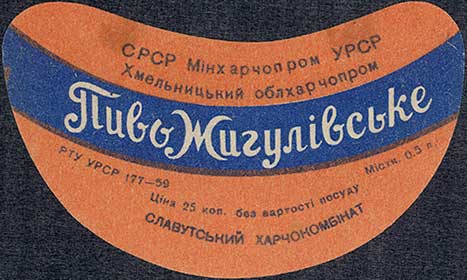 СРСР Мінхарчопром УРСР
Хмельницький облхарчопром
Пиво Жигулівське
РТУ УРСР 177—59
Містк. 0.5 л.
Ціна 25 коп. без вартості посуду
СЛАВУТСЬКИЙ ХАРЧОКОМБІНАТ